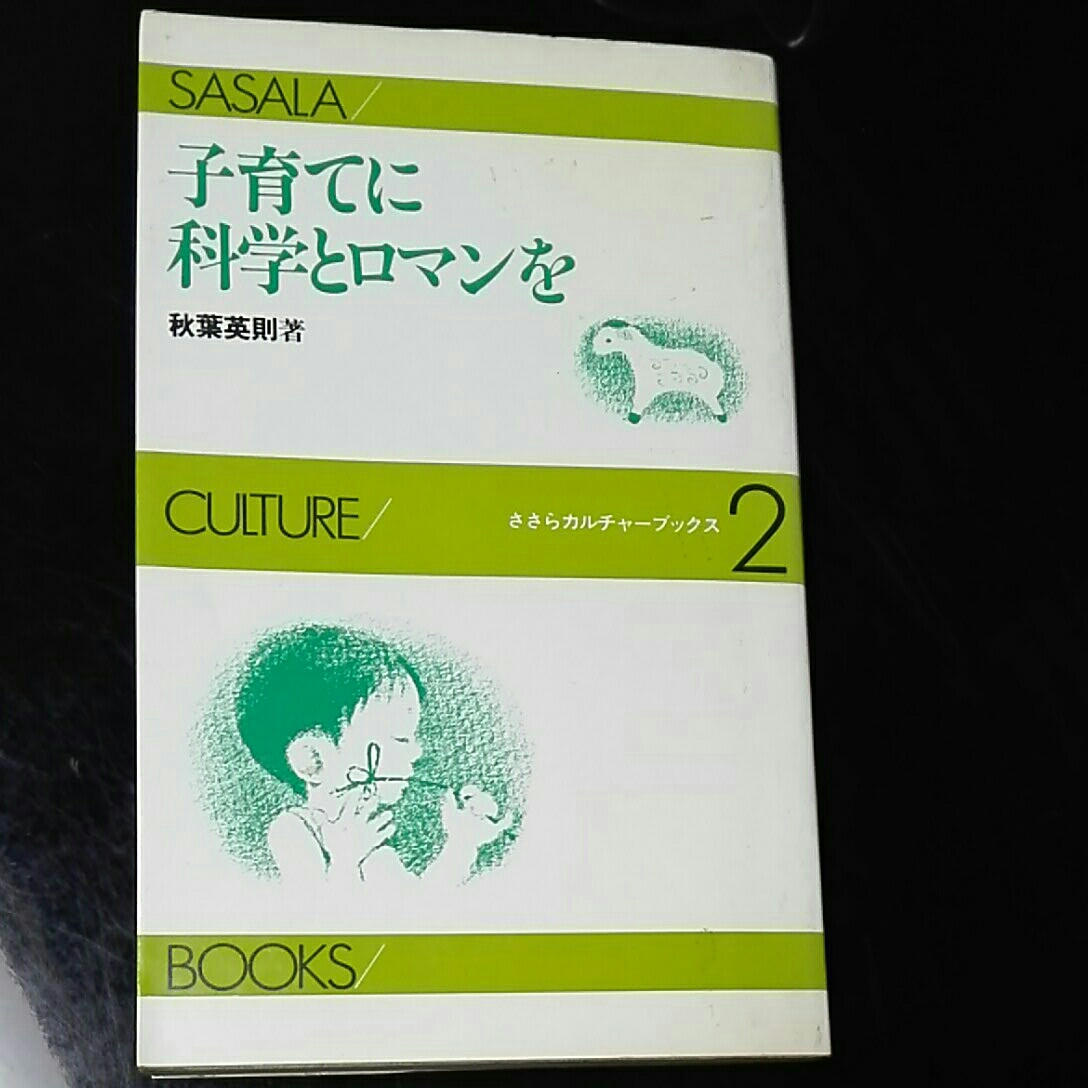 SASALA/
子育てに
科学とロマンを
秋葉英則著
CULTURE/
ささらカルチャーブックス 2
BOOKS/